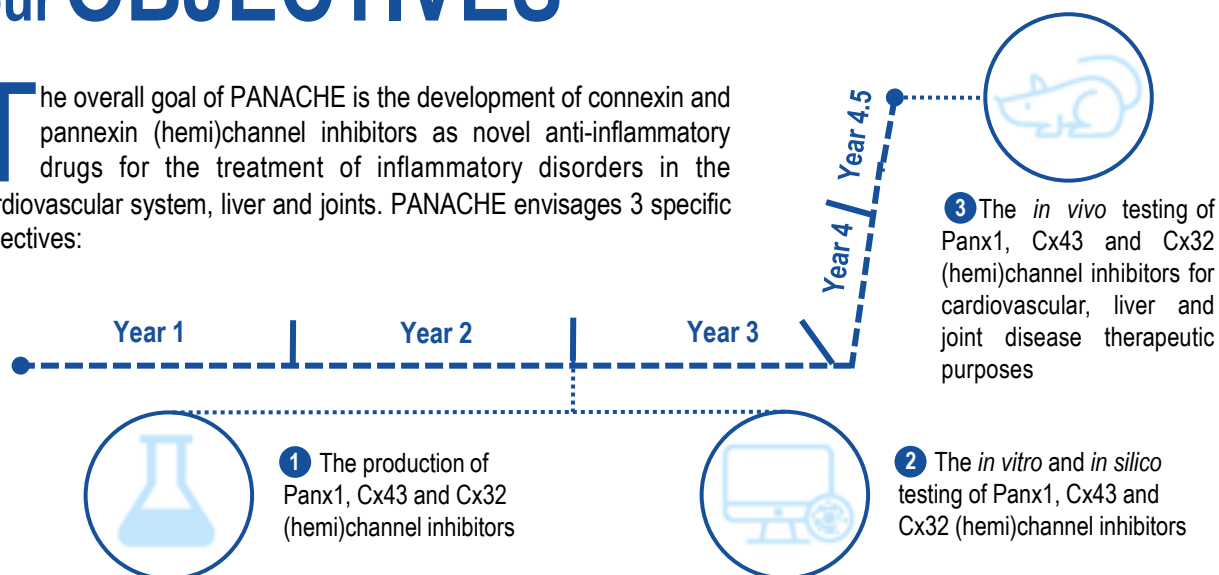 ur OBJECTIVES
The overall goal of PANACHE is the development of connexin and
pannexin (hemi)channel inhibitors as novel anti-inflammatory
drugs for the treatment of inflammatory disorders in the
rdiovascular system, liver and joints. PANACHE envisages 3 specific
ectives:
Year 1
Year 2
Year 3
Year 4
Year 4.5
1 The production of
Panx1, Cx43 and Cx32
(hemi)channel inhibitors
2 The in vitro and in silico
testing of Panx1, Cx43 and
Cx32 (hemi)channel inhibitors
3 The in vivo testing of
Panx1, Cx43 and Cx32
(hemi)channel inhibitors for
cardiovascular, liver and
joint disease therapeutic
purposes